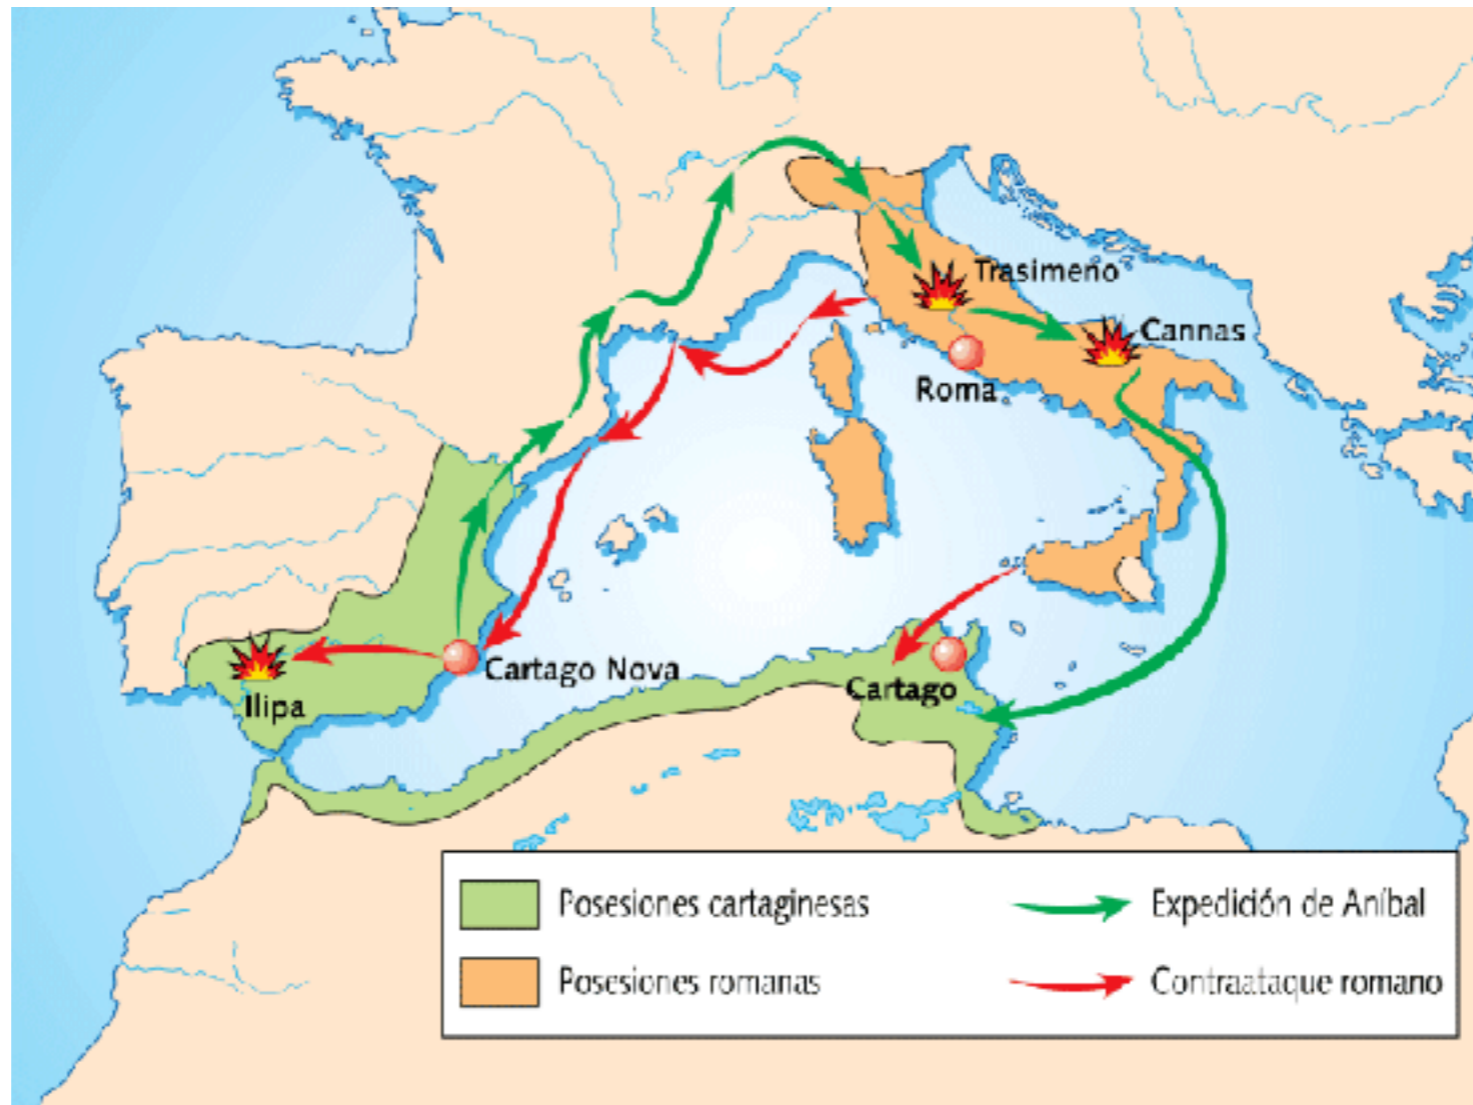 Trasimeno
Cannas
Roma
Cartago Nova
Ilipa
Cartago
Posesiones cartaginesas
Expedición de Aníbal
Posesiones romanas
Contraataque romano